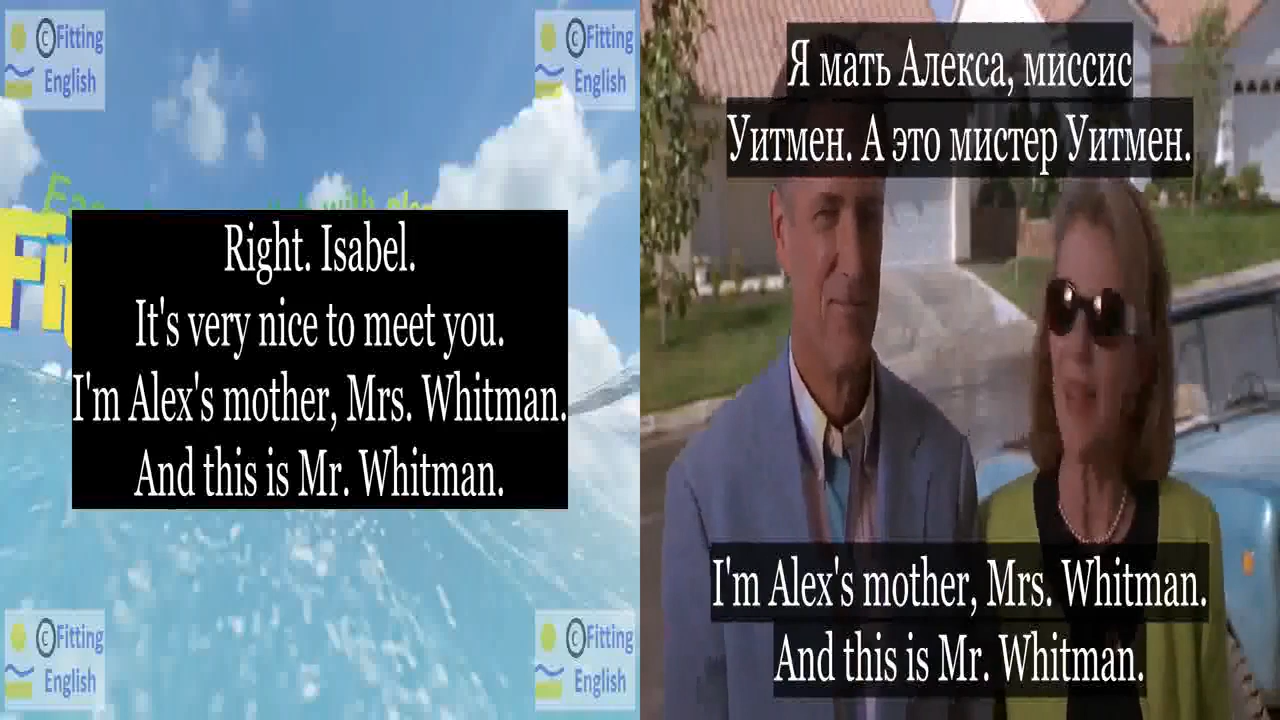 ©Fitting
English
©Fitting
English
Right. Isabel.
It's very nice to meet you.
I'm Alex's mother, Mrs. Whitman.
And this is Mr. Whitman.
©Fitting
English
©Fitting
English
Я мать Алекса, миссис
Уитмен. А это мистер Уитмен.
I'm Alex's mother, Mrs. Whitman.
And this is Mr. Whitman.